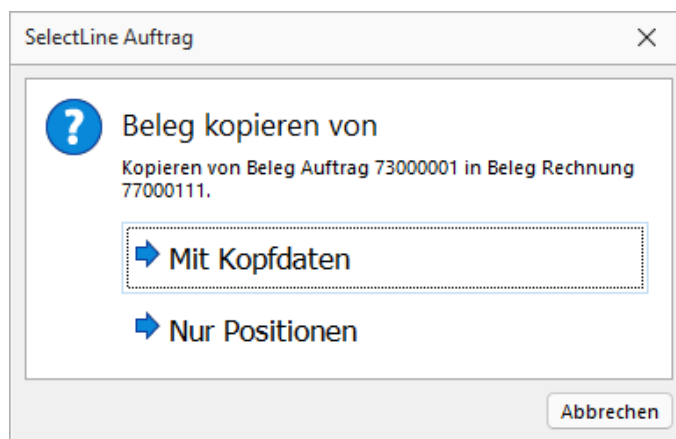 SelectLine Auftrag
?
Beleg kopieren von
Kopieren von Beleg Auftrag 73000001 in Beleg Rechnung
77000111.
Mit Kopfdaten
Nur Positionen
Abbrechen